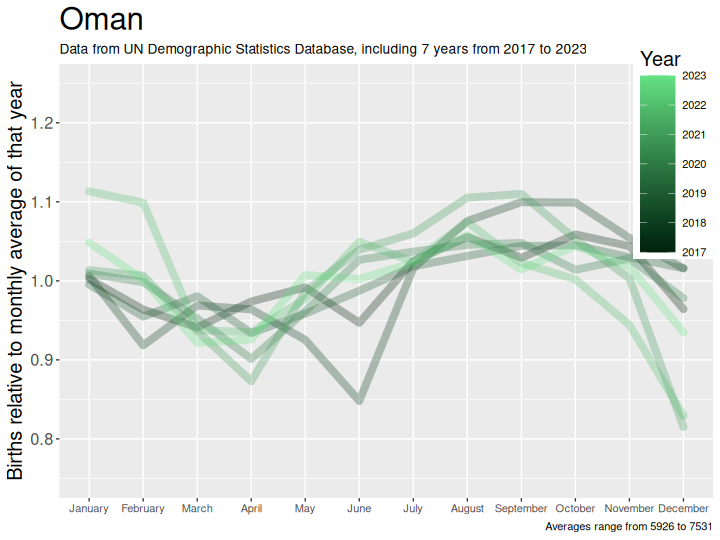 Oman
Data from UN Demographic Statistics Database, including 7 years from 2017 to 2023
Year
2023
2022
2021
2020
2019
2018
2017
Births relative to monthly average of that year
1.2
1.1
1.0
0.9
0.8
January February March April May June July August September October November December
Averages range from 5926 to 7531